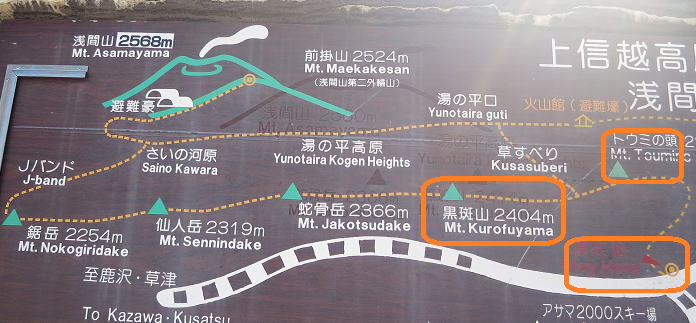 浅間山 2568m
Mt. Asamayama
前掛山 2524m
Mt. Maekakesan
(浅間山第二外輪山)
上信越高
浅間
避難豪
湯の平口
Yunotaira guti
火山館(避難壕)
トウミの頭 2
Mt. Toumino
Jバンド
J-band
さいの河原
Saino Kawara
湯の平高原
Yunotaira Kogen Heights
草すべり
Kusasuberi
鋸岳 2254m
Mt. Nokogiridake
仙人岳 2319m
Mt. Sennindake
蛇骨岳 2366m
Mt. Jakotsudake
黒斑山 2404m
Mt. Kurofuyama
至鹿沢・草津
To Kazawa・Kusatsu
アサマ2000スキー場